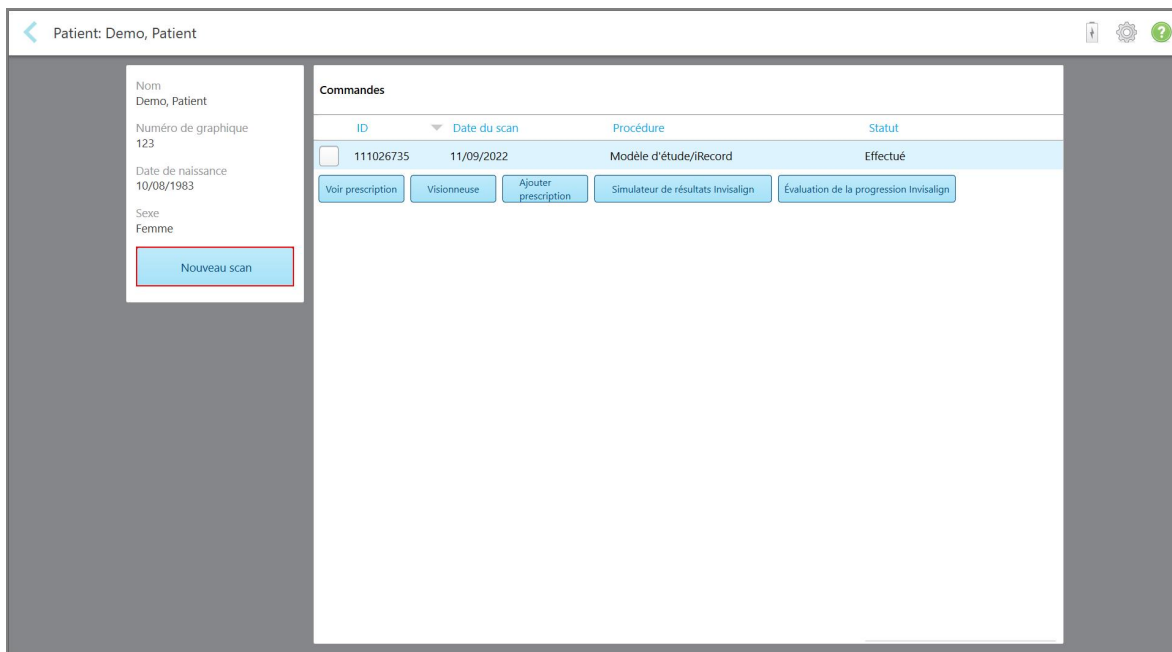 Patient: Demo, Patient
?
Nom
Demo, Patient
Numéro de graphique
123
Date de naissance
10/08/1983
Sexe
Femme
Nouveau scan
Commandes
ID Date du scan Procédure Statut
111026735 11/09/2022 Modèle d'étude/iRecord Effectué
Voir prescription Visionneuse Ajouter prescription Simulateur de résultats Invisalign Évaluation de la progression Invisalign